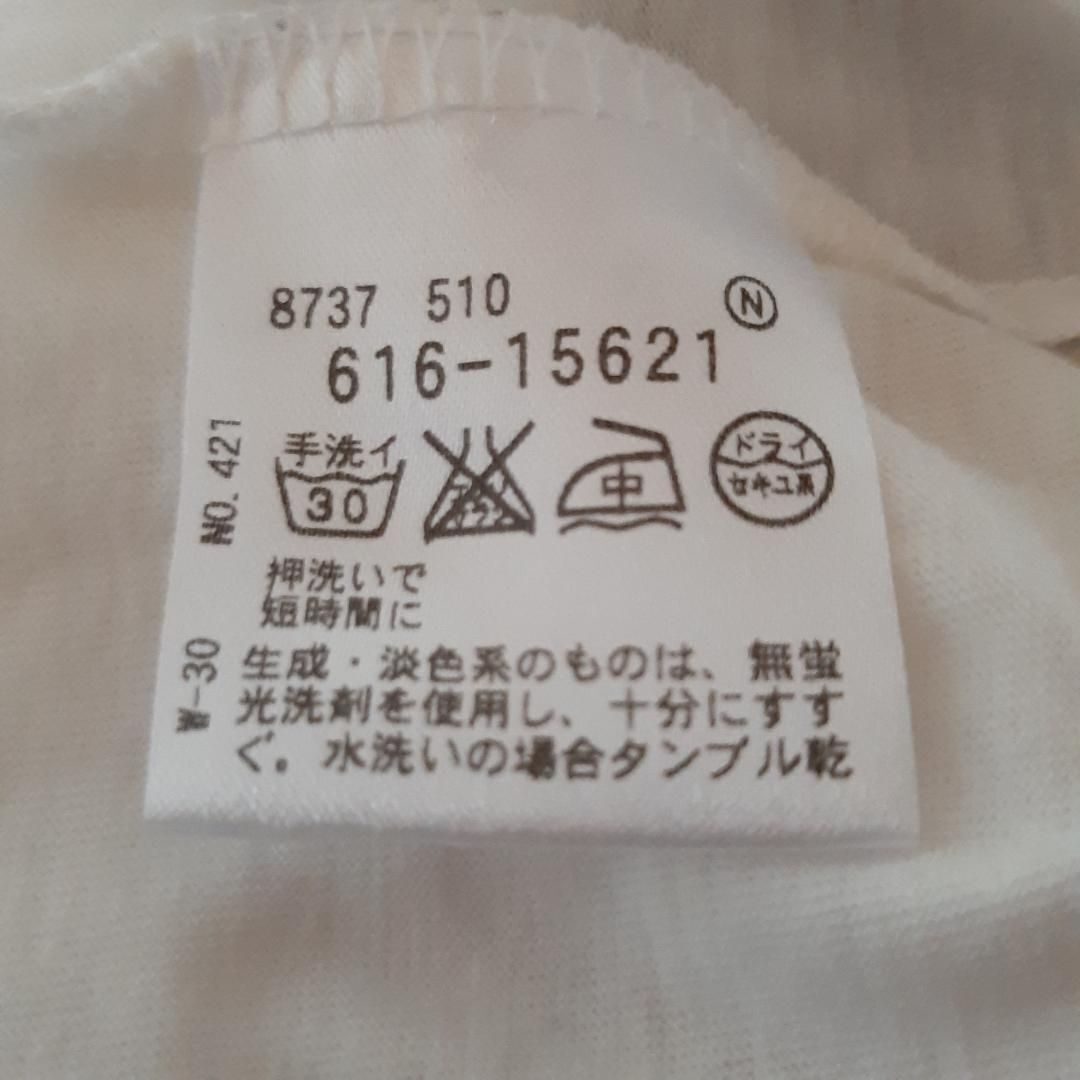 8737 510
N
616-15621
手洗イ
30
中
ドライ
セキユ系
NO. 421
押洗いで
短時間に
W-30
生成・淡色系のものは、無蛍
光洗剤を使用し、十分にすす
ぐ。水洗いの場合タンブル乾